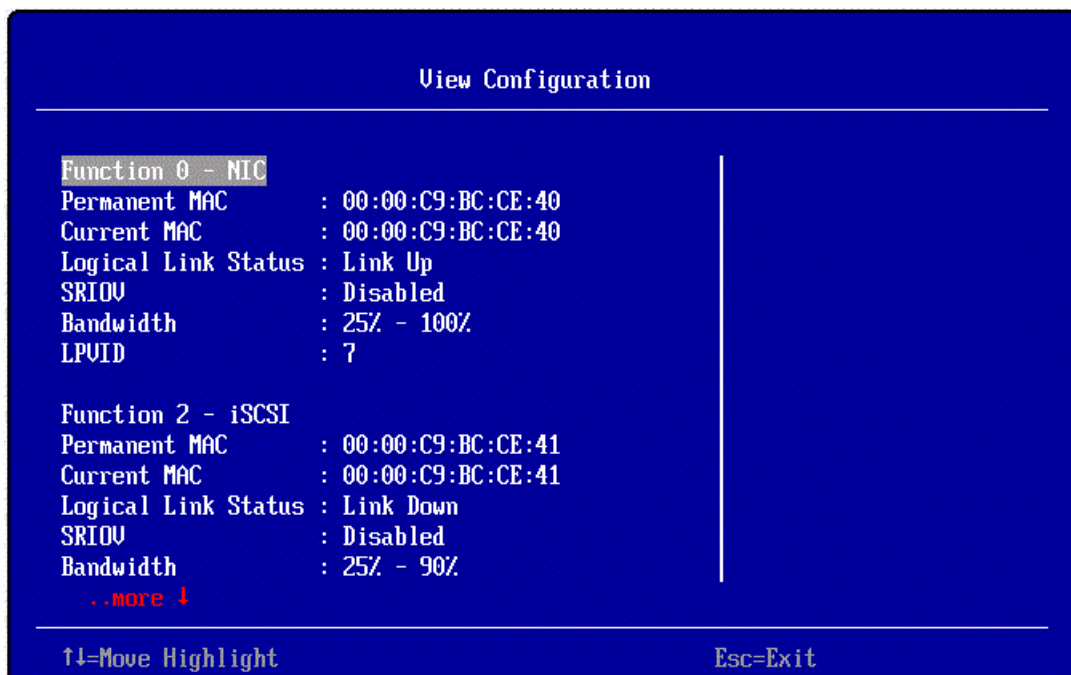 View Configuration
Function 0 - NIC
Permanent MAC : 00:00:C9:BC:CE:40
Current MAC : 00:00:C9:BC:CE:40
Logical Link Status : Link Up
SRIOV : Disabled
Bandwidth : 25% - 100%
LPVID : 7
Function 2 - iSCSI
Permanent MAC : 00:00:C9:BC:CE:41
Current MAC : 00:00:C9:BC:CE:41
Logical Link Status : Link Down
SRIOV : Disabled
Bandwidth : 25% - 90%
..more ↓
↑↓=Move Highlight Esc=Exit